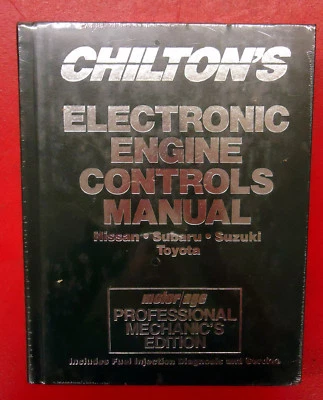 CHILTON'S
ELECTRONIC
ENGINE
CONTROLS
MANUAL
Nissan • Subaru • Suzuki
Toyota
motor/age
PROFESSIONAL
MECHANIC'S
EDITION
Includes Fuel Injection Diagnosis and Service